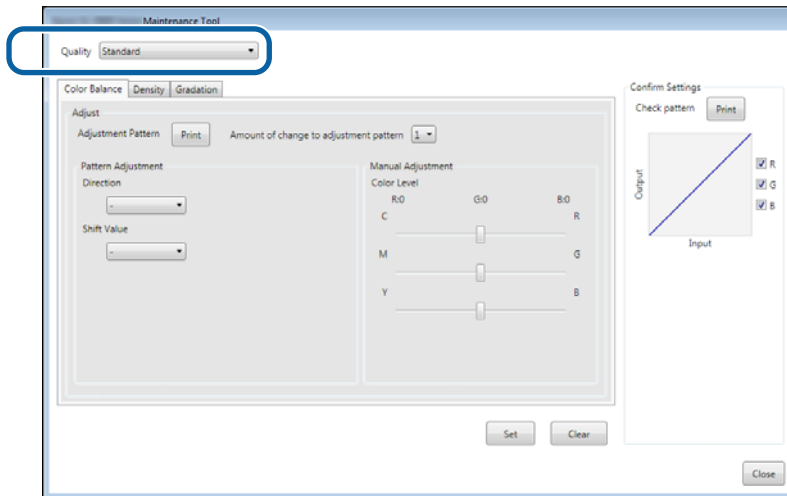 Maintenance Tool
Quality Standard
Color Balance Density Gradation
Adjust
Adjustment Pattern Print Amount of change to adjustment pattern 1
Pattern Adjustment
Direction
-
Shift Value
-
Manual Adjustment
Color Level
R:0 G:0 B:0
C R
M G
Y B
Set Clear
Confirm Settings
Check pattern Print
Output
R
G
B
Input
Close